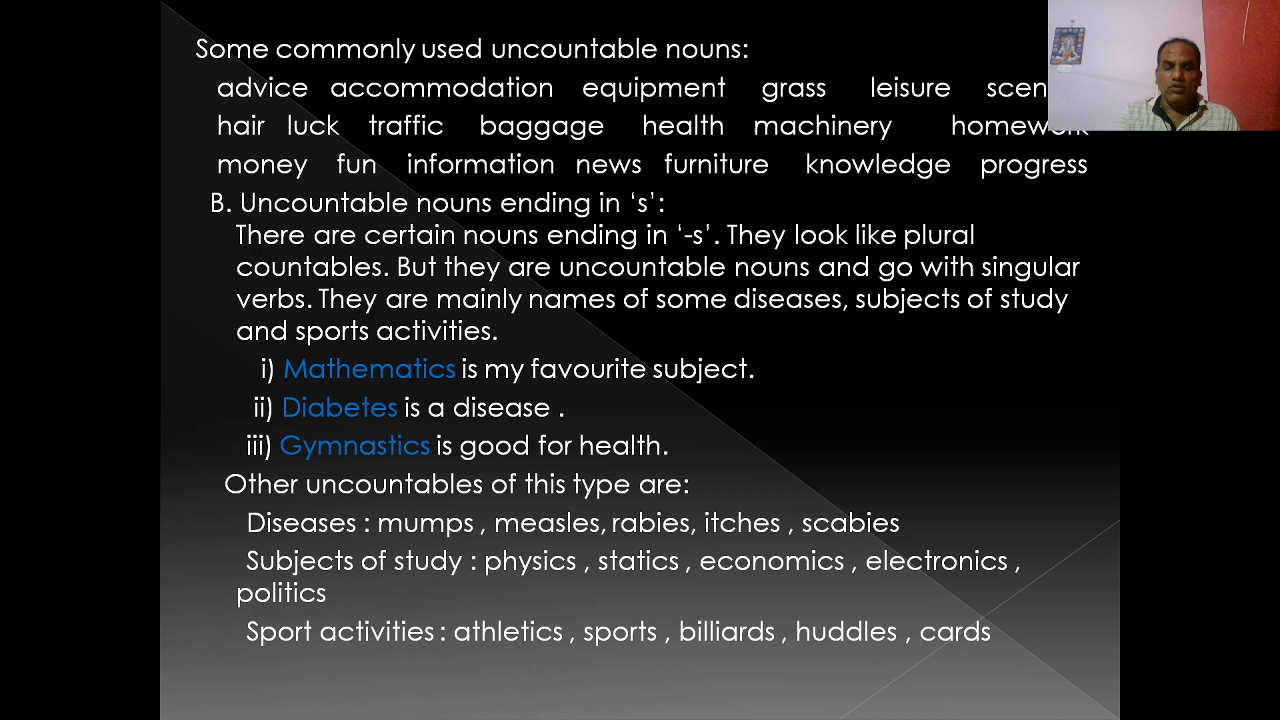 Some commonly used uncountable nouns:
advice accommodation equipment grass leisure
hair luck traffic baggage health machinery homework
money fun information news furniture knowledge progress
B. Uncountable nouns ending in ‘s’:
There are certain nouns ending in ‘-s’. They look like plural
countables. But they are uncountable nouns and go with singular
verbs. They are mainly names of some diseases, subjects of study
and sports activities.
i) Mathematics is my favourite subject.
ii) Diabetes is a disease .
iii) Gymnastics is good for health.
Other uncountables of this type are:
Diseases : mumps , measles, rabies, itches , scabies
Subjects of study : physics , statics , economics , electronics ,
politics
Sport activities : athletics , sports , billiards , huddles , cards